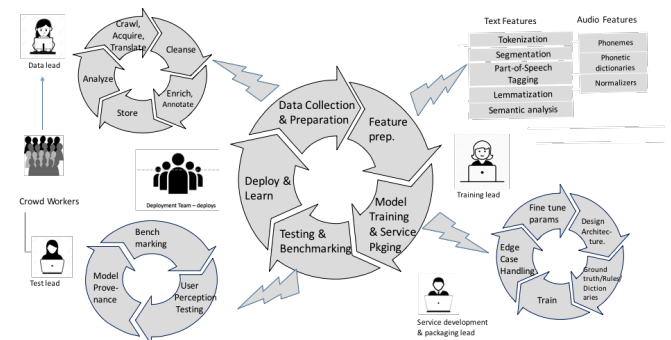 Text Features
Audio Features
Tokenization
Segmentation
Part-of-Speech
Tagging
Lemmatization
Semantic analysis
Phonemes
Phonetic
dictionaries
Normalizers
Data lead
Crawl,
Acquire,
Translate
Cleanse
Enrich,
Annotate
Store
Analyze
Data Collection
& Preparation
Feature
prep.
Model
Training
& Service
Pkging
Testing &
Benchmarking
Deploy &
Learn
Crowd Workers
Deployment Team – deploys
Training lead
Test lead
Bench
marking
User
Perception
Testing
Model
Prove-
nance
Fine tune
params
Design
Architec-
ture.
Ground
truth/Rules/
Diction
aries
Train
Edge
Case
Handling
Service development
& packaging lead